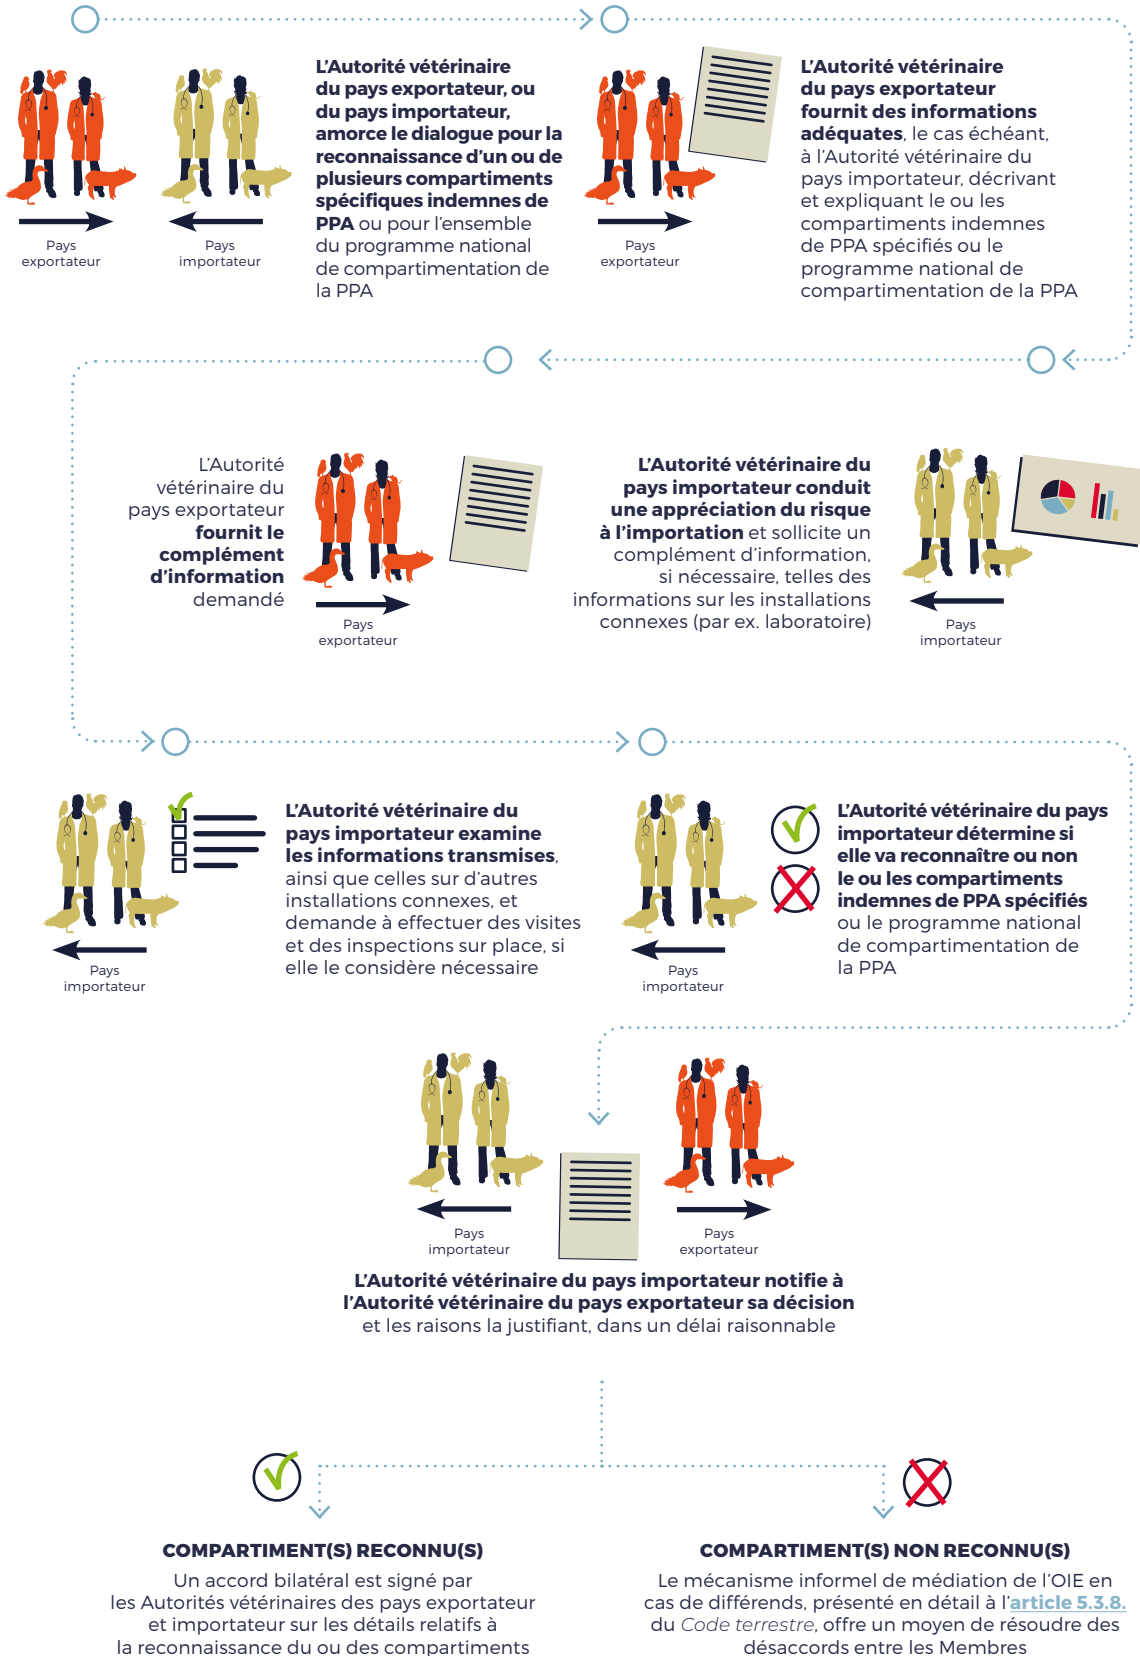 L’Autorité vétérinaire
du pays exportateur, ou
du pays importateur,
amorce le dialogue pour la
reconnaissance d’un ou de
plusieurs compartiments
spécifiques indemnes de
PPA ou pour l’ensemble
du programme national
de compartimentation de
la PPA
Pays
exportateur
Pays
importateur
L’Autorité vétérinaire
du pays exportateur
fournit des informations
adéquates, le cas échéant,
à l’Autorité vétérinaire du
pays importateur, décrivant
et expliquant le ou les
compartiments indemnes
de PPA spécifiés ou le
programme national de
compartimentation de la PPA
Pays
exportateur
L’Autorité vétérinaire du
pays importateur conduit
une appréciation du risque
à l’importation et sollicite un
complément d’information,
si nécessaire, telles des
informations sur les installations
connexes (par ex. laboratoire)
Pays
importateur
L’Autorité
vétérinaire du
pays exportateur
fournit le
complément
d’information
demandé
Pays
exportateur
L’Autorité vétérinaire du
pays importateur examine
les informations transmises,
ainsi que celles sur d’autres
installations connexes, et
demande à effectuer des visites
et des inspections sur place, si
elle le considère nécessaire
Pays
importateur
L’Autorité vétérinaire du pays
importateur détermine si
elle va reconnaître ou non
le ou les compartiments
indemnes de PPA spécifiés
ou le programme national
de compartimentation de
la PPA
Pays
importateur
Pays
importateur
Pays
exportateur
L’Autorité vétérinaire du pays importateur notifie à
l’Autorité vétérinaire du pays exportateur sa décision
et les raisons la justifiant, dans un délai raisonnable
COMPARTIMENT(S) RECONNU(S)
Un accord bilatéral est signé par
les Autorités vétérinaires des pays exportateur
et importateur sur les détails relatifs à
la reconnaissance du ou des compartiments
COMPARTIMENT(S) NON RECONNU(S)
Le mécanisme informel de médiation de l’OIE en
cas de différends, présenté en détail à l’article 5.3.8.
du Code terrestre, offre un moyen de résoudre des
désaccords entre les Membres